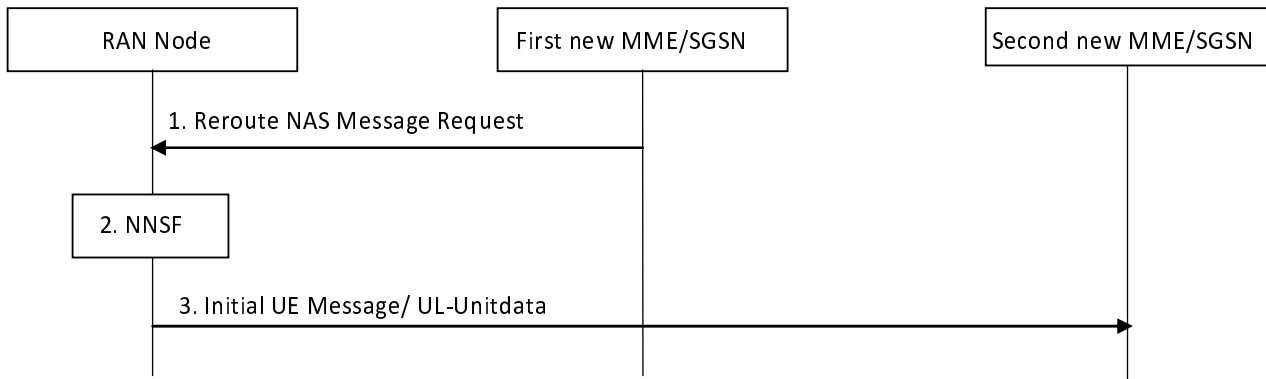 RAN Node
First new MME/SGSN
Second new MME/SGSN
1. Reroute NAS Message Request
2. NNSF
3. Initial UE Message/ UL-Unitdata